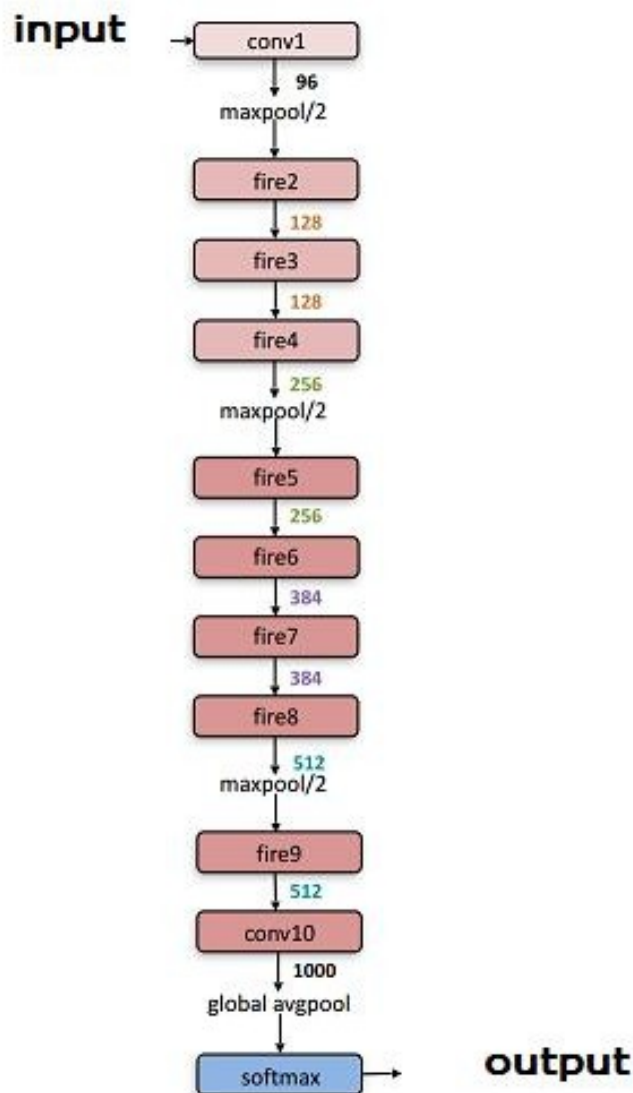 input
conv1
96
maxpool/2
fire2
128
fire3
128
fire4
256
maxpool/2
fire5
256
fire6
384
fire7
384
fire8
512
maxpool/2
fire9
512
conv10
1000
global avgpool
softmax
output